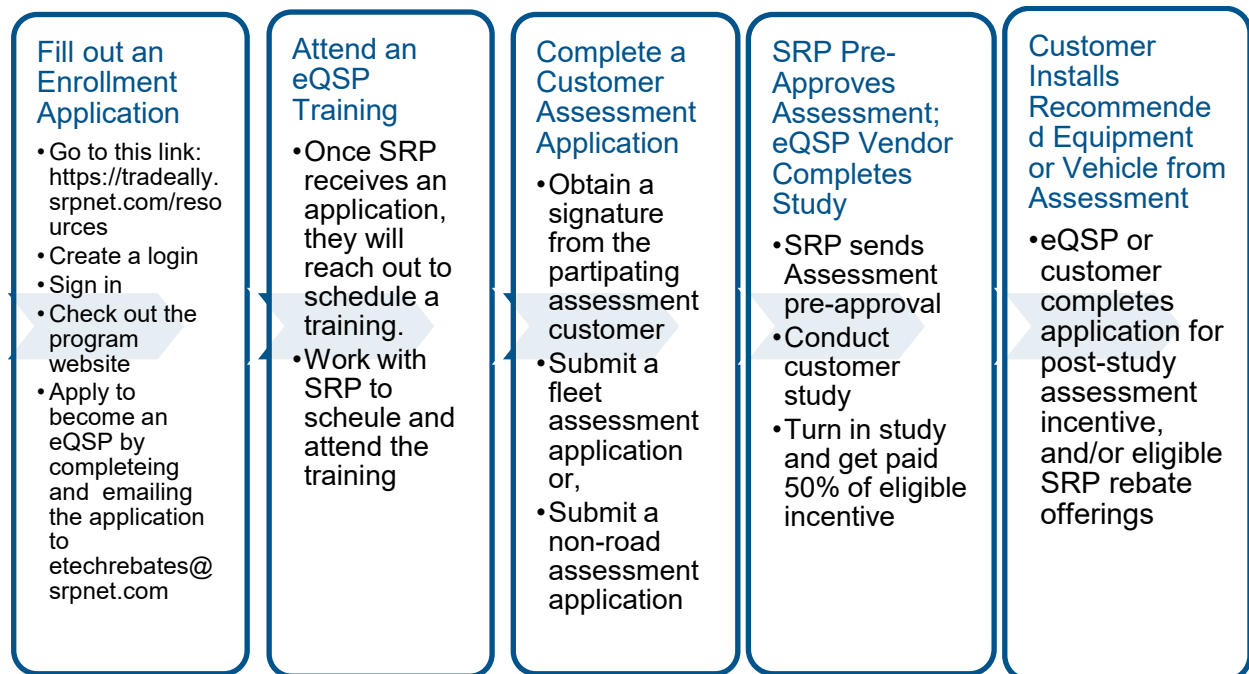 Fill out an
Enrollment
Application
• Go to this link:
https://tradeally.
srpnet.com/reso
urces
• Create a login
• Sign in
• Check out the
program
website
• Apply to
become an
eQSP by
completeing
and emailing
the application
to
etechrebates@
srpnet.com
Attend an
eQSP
Training
• Once SRP
receives an
application,
they will
reach out to
schedule a
training.
• Work with
SRP to
scheule and
attend the
training
Complete a
Customer
Assessment
Application
• Obtain a
signature
from the
partipating
assessment
customer
• Submit a
fleet
assessment
application
or,
• Submit a
non-road
assessment
application
SRP Pre-
Approves
Assessment;
eQSP Vendor
Completes
Study
• SRP sends
Assessment
pre-approval
• Conduct
customer
study
• Turn in study
and get paid
50% of eligible
incentive
Customer
Installs
Recommende
d Equipment
or Vehicle from
Assessment
• eQSP or
customer
completes
application for
post-study
assessment
incentive,
and/or eligible
SRP rebate
offerings